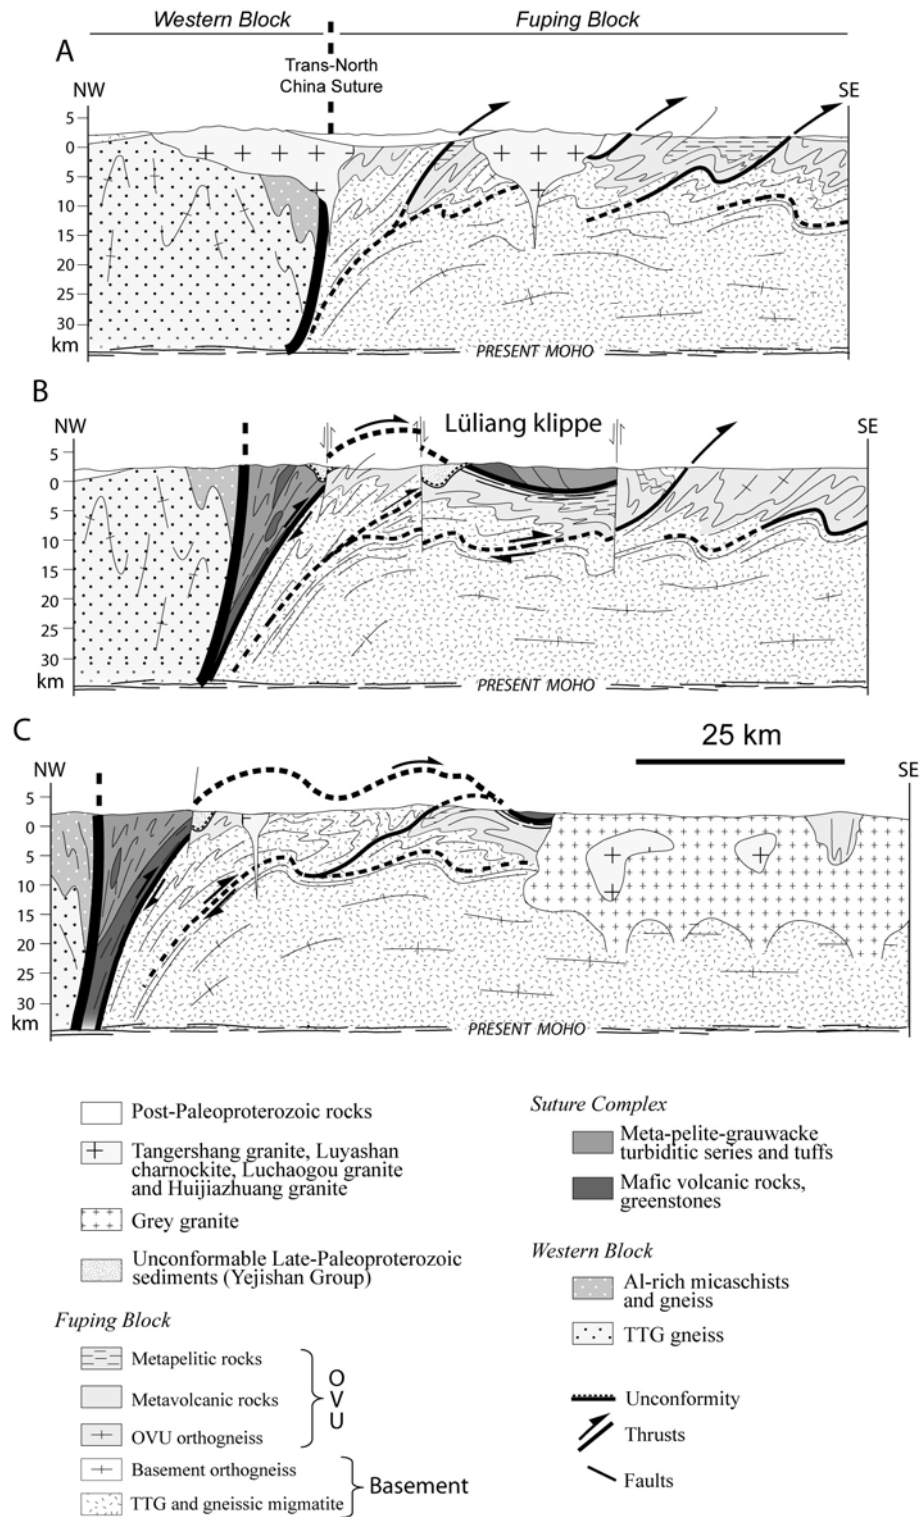 Western Block
Fuping Block
A
Trans-North
China Suture
NW
SE
5
0
5
10
15
20
25
30
km
PRESENT MOHO
B
NW
Lüliang klippe
SE
5
0
5
10
15
20
25
30
km
PRESENT MOHO
C
25 km
NW
SE
5
0
5
10
15
20
25
30
km
PRESENT MOHO
Post-Paleoproterozoic rocks
Tangershang granite, Luyashan
charnockite, Luchaogou granite
and Huijiazhuang granite
Grey granite
Unconformable Late-Paleoproterozoic
sediments (Yejishan Group)
Fuping Block
Metapelitic rocks
Metavolcanic rocks
OVU orthogneiss
O
V
U
Basement orthogneiss
TTG and gneissic migmatite
Basement
Suture Complex
Meta-pelite-grauwacke
turbiditic series and tuffs
Mafic volcanic rocks,
greenstones
Western Block
Al-rich micaschists
and gneiss
TTG gneiss
Unconformity
Thrusts
Faults